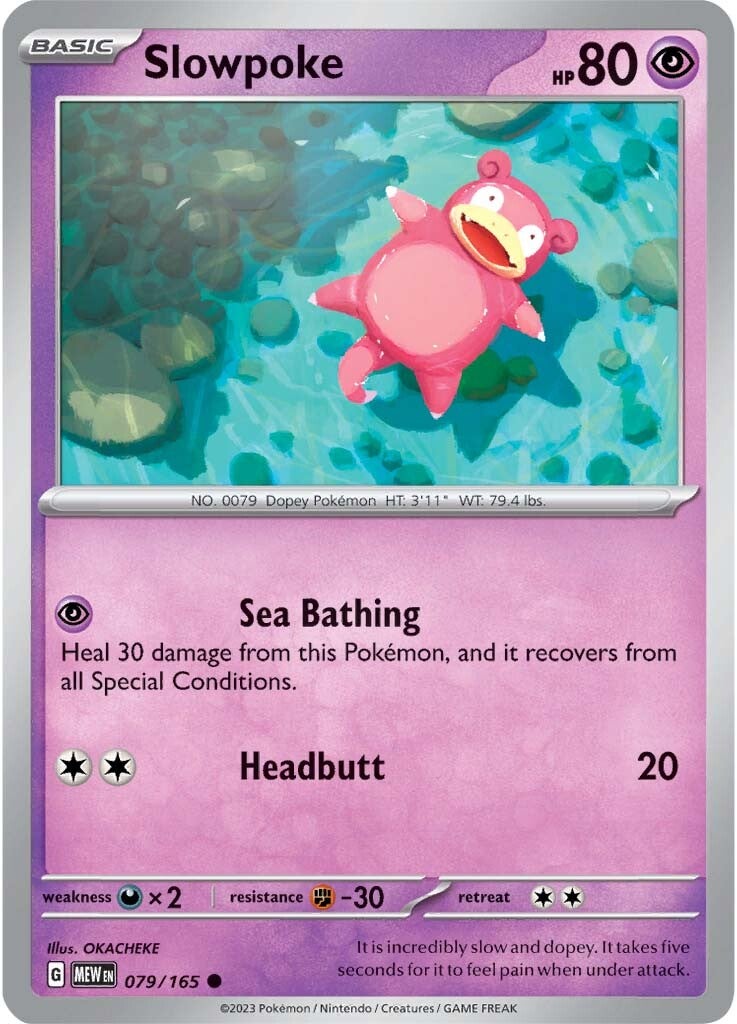 BASIC
Slowpoke
HP 80
NO. 0079 Dopey Pokémon HT: 3'11" WT: 79.4 lbs.
Sea Bathing
Heal 30 damage from this Pokémon, and it recovers from
all Special Conditions.
Headbutt 20
weakness ×2 resistance -30 retreat
Illus. OKACHEKE
It is incredibly slow and dopey. It takes five
seconds for it to feel pain when under attack.
G MEW EN 079/165
©2023 Pokémon / Nintendo / Creatures / GAME FREAK